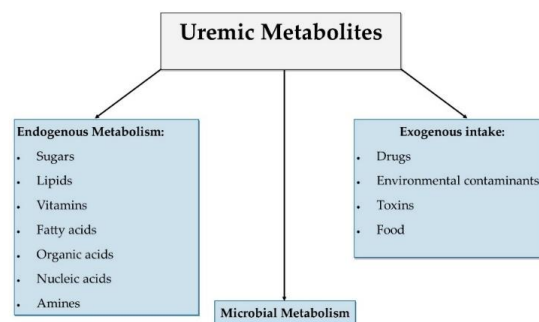 Uremic Metabolites
Endogenous Metabolism:
• Sugars
• Lipids
• Vitamins
• Fatty acids
• Organic acids
• Nucleic acids
• Amines
Exogenous intake:
• Drugs
• Environmental contaminants
• Toxins
• Food
Microbial Metabolism